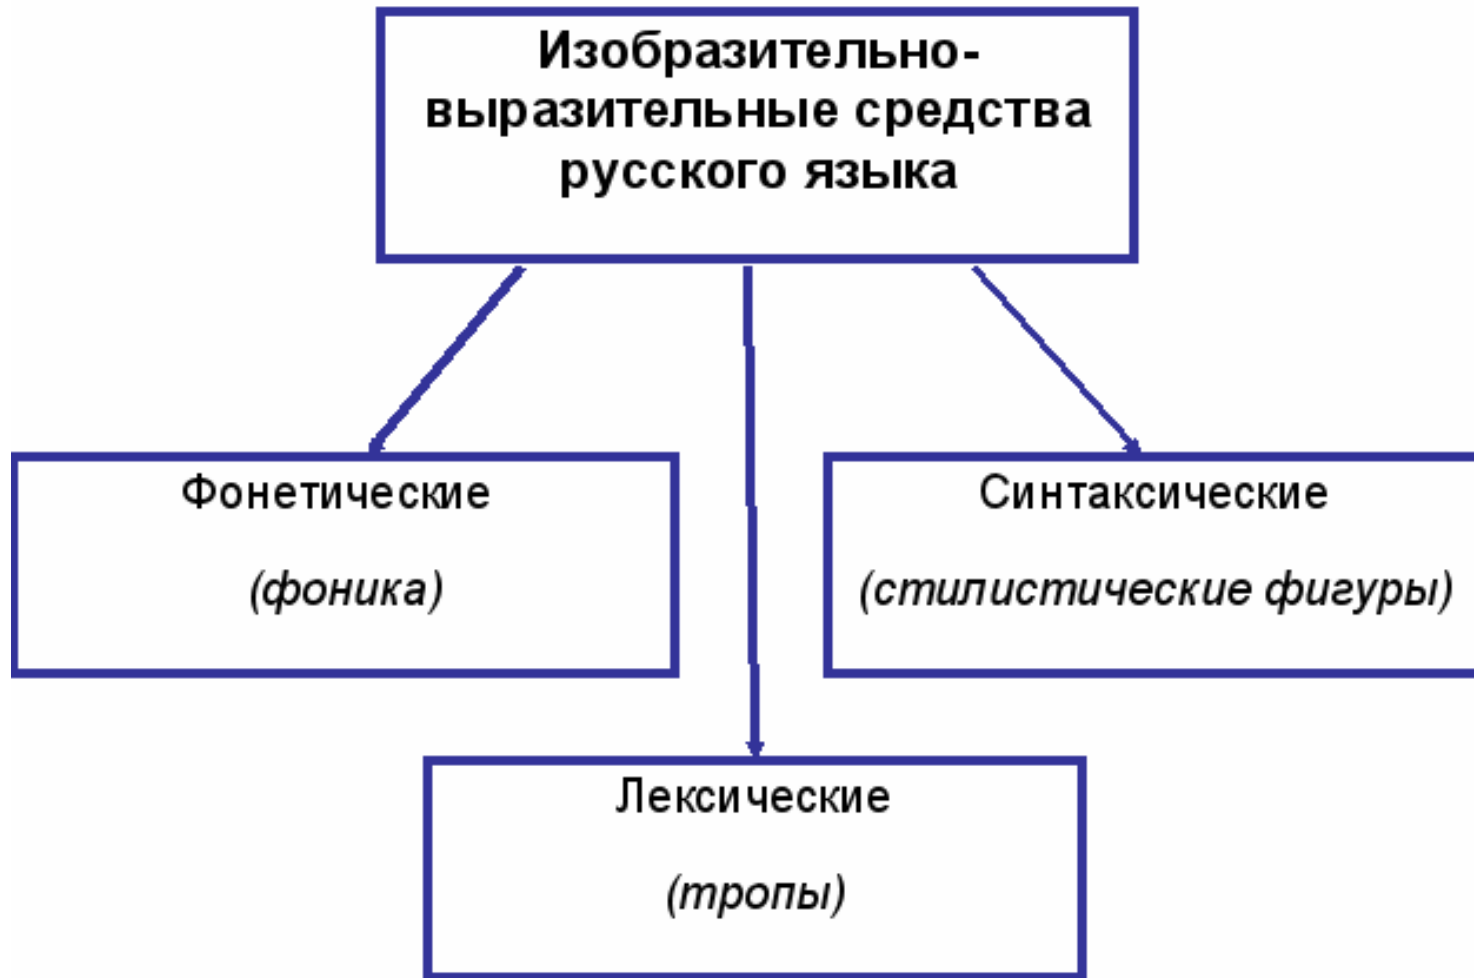 Изобразительно-
выразительные средства
русского языка
Фонетические
(фоника)
Синтаксические
(стилистические фигуры)
Лексические
(тропы)